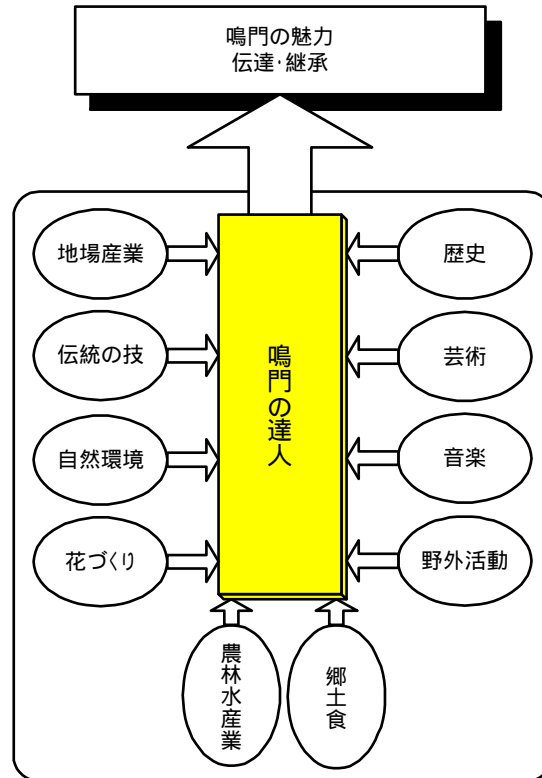 鳴門の魅力
伝達・継承
地場産業
歴史
伝統の技
芸術
鳴門の達人
自然環境
音楽
花づくり
野外活動
農林水産業
郷土食